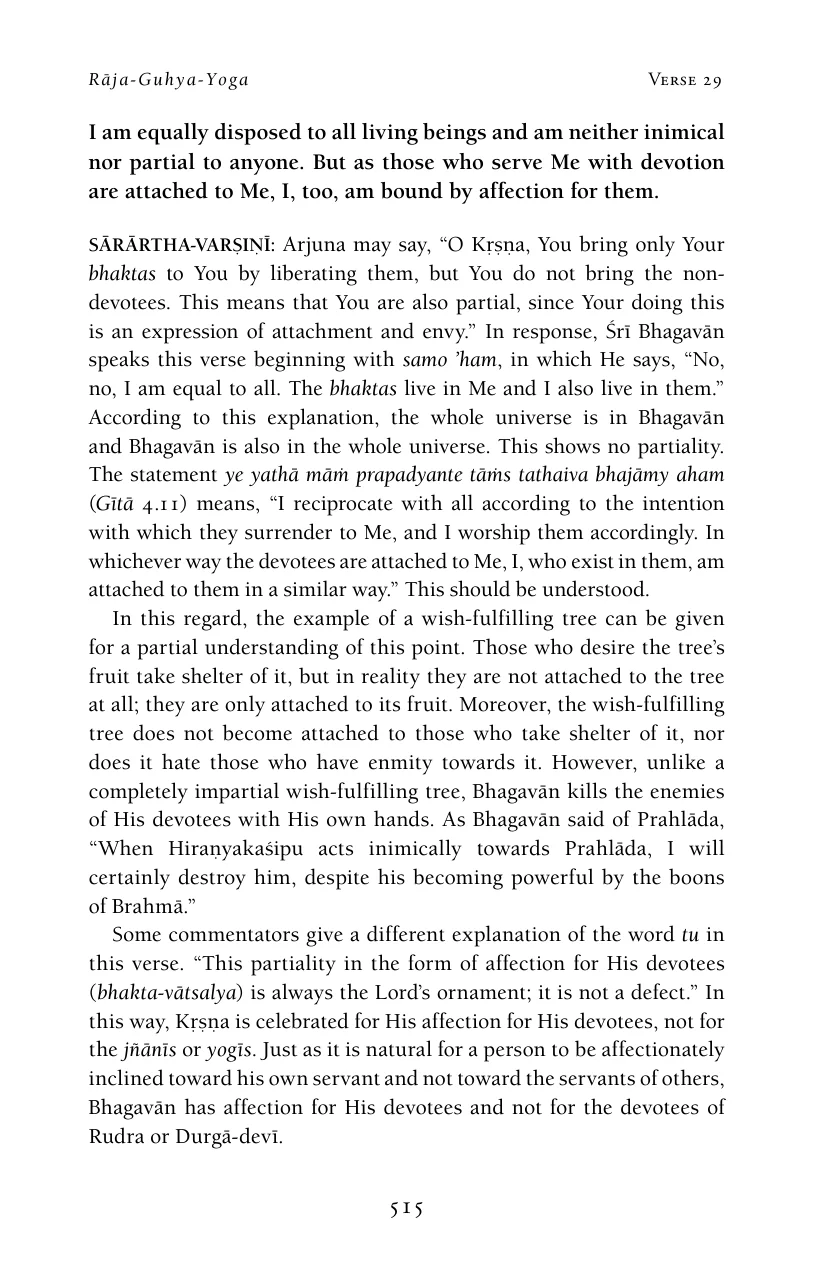 Rāja-Guhya-Yoga
Verse 29
I am equally disposed to all living beings and am neither inimical
nor partial to anyone. But as those who serve Me with devotion
are attached to Me, I, too, am bound by affection for them.
SĀRĀRTHA-VARṢIṆĪ: Arjuna may say, “O Kṛṣṇa, You bring only Your
bhaktas to You by liberating them, but You do not bring the non-
devotees. This means that You are also partial, since Your doing this
is an expression of attachment and envy.” In response, Śrī Bhagavān
speaks this verse beginning with samo ’ham, in which He says, “No,
no, I am equal to all. The bhaktas live in Me and I also live in them.”
According to this explanation, the whole universe is in Bhagavān
and Bhagavān is also in the whole universe. This shows no partiality.
The statement ye yathā māṁ prapadyante tāṁs tathaiva bhajāmy aham
(Gītā 4.11) means, “I reciprocate with all according to the intention
with which they surrender to Me, and I worship them accordingly. In
whichever way the devotees are attached to Me, I, who exist in them, am
attached to them in a similar way.” This should be understood.
In this regard, the example of a wish-fulfilling tree can be given
for a partial understanding of this point. Those who desire the tree’s
fruit take shelter of it, but in reality they are not attached to the tree
at all; they are only attached to its fruit. Moreover, the wish-fulfilling
tree does not become attached to those who take shelter of it, nor
does it hate those who have enmity towards it. However, unlike a
completely impartial wish-fulfilling tree, Bhagavān kills the enemies
of His devotees with His own hands. As Bhagavān said of Prahlāda,
“When Hiraṇyakaśipu acts inimically towards Prahlāda, I will
certainly destroy him, despite his becoming powerful by the boons
of Brahmā.”
Some commentators give a different explanation of the word tu in
this verse. “This partiality in the form of affection for His devotees
(bhakta-vātsalya) is always the Lord’s ornament; it is not a defect.” In
this way, Kṛṣṇa is celebrated for His affection for His devotees, not for
the jñānīs or yogīs. Just as it is natural for a person to be affectionately
inclined toward his own servant and not toward the servants of others,
Bhagavān has affection for His devotees and not for the devotees of
Rudra or Durgā-devī.
515